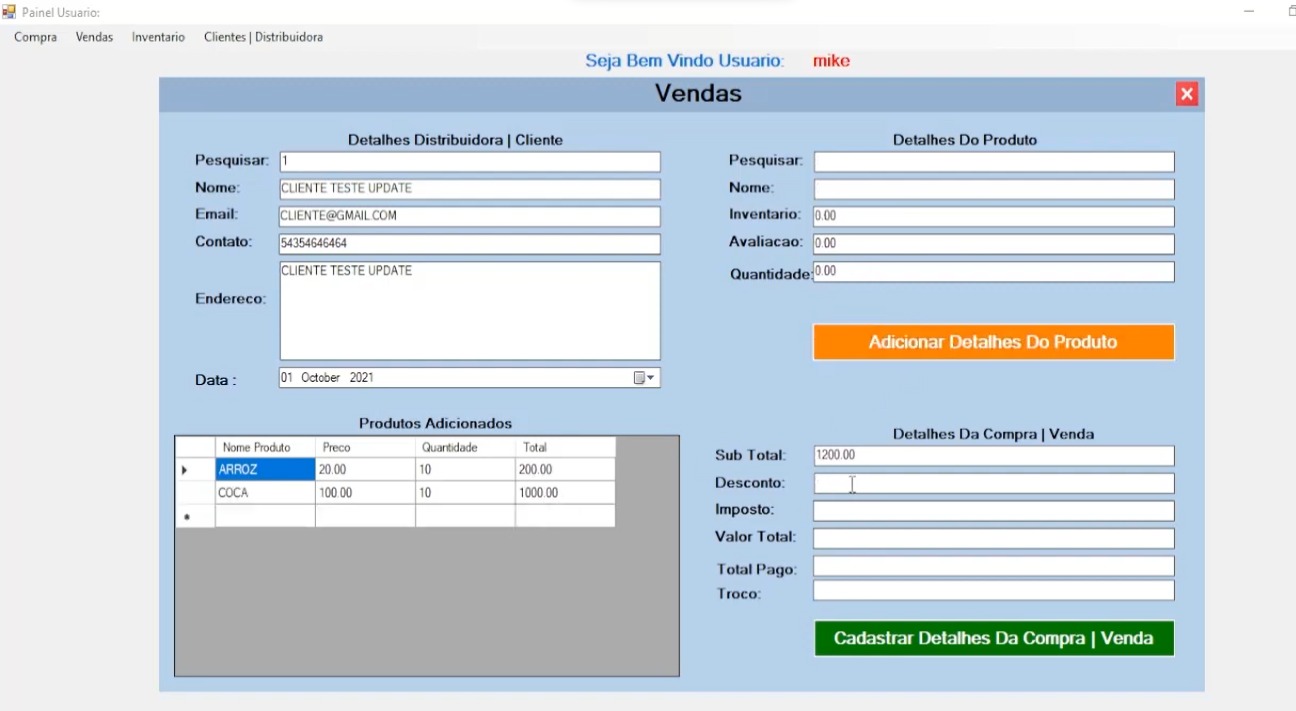 Painel Usuario:
Compra Vendas Inventario Clientes | Distribuidora
Seja Bem Vindo Usuario: mike
Vendas
Detalhes Distribuidora | Cliente
Pesquisar: 1
Nome: CLIENTE TESTE UPDATE
Email: CLIENTE@GMAIL.COM
Contato: 54354646464
Endereco: CLIENTE TESTE UPDATE
Data : 01 October 2021
Detalhes Do Produto
Pesquisar:
Nome:
Inventario: 0.00
Avaliacao: 0.00
Quantidade: 0.00
Adicionar Detalhes Do Produto
Produtos Adicionados
Nome Produto Preco Quantidade Total
ARROZ 20.00 10 200.00
COCA 100.00 10 1000.00
Detalhes Da Compra | Venda
Sub Total: 1200.00
Desconto:
Imposto:
Valor Total:
Total Pago:
Troco:
Cadastrar Detalhes Da Compra | Venda